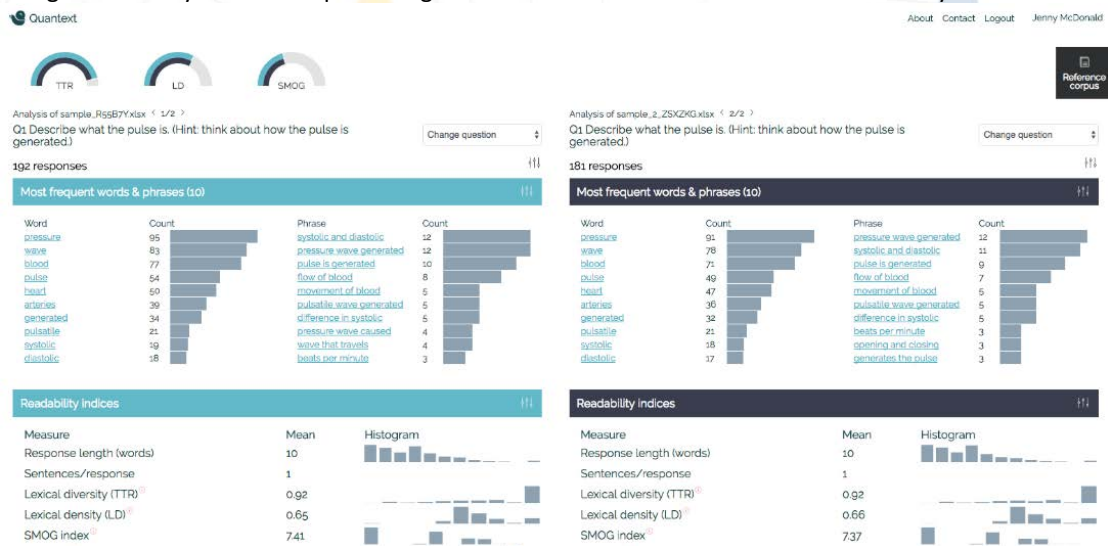 Quantext
About Contact Logout Jenny McDonald
TTR LD SMOG
Reference corpus
Analysis of sample_R55B7Y.xlsx < 1/2 >
Q1 Describe what the pulse is. (Hint: think about how the pulse is generated.)
Change question
192 responses
Most frequent words & phrases (10)
Word Count Phrase Count
pressure 95 systolic and diastolic 12
wave 83 pressure wave generated 12
blood 77 pulse is generated 10
pulse 54 flow of blood 8
heart 50 movement of blood 5
arteries 39 pulsatile wave generated 5
generated 34 difference in systolic 5
pulsatile 21 pressure wave caused 4
systolic 19 wave that travels 4
diastolic 18 beats per minute 3
Readability indices
Measure Mean Histogram
Response length (words) 10
Sentences/response 1
Lexical diversity (TTR) 0.92
Lexical density (LD) 0.65
SMOG index 7.41
Analysis of sample_2_ZSXZKG.xlsx < 2/2 >
Q1 Describe what the pulse is. (Hint: think about how the pulse is generated.)
Change question
181 responses
Most frequent words & phrases (10)
Word Count Phrase Count
pressure 91 pressure wave generated 12
wave 78 systolic and diastolic 11
blood 71 pulse is generated 9
pulse 49 flow of blood 7
heart 47 movement of blood 5
arteries 36 pulsatile wave generated 5
generated 32 difference in systolic 5
pulsatile 21 beats per minute 3
systolic 18 opening and closing 3
diastolic 17 generates the pulse 3
Readability indices
Measure Mean Histogram
Response length (words) 10
Sentences/response 1
Lexical diversity (TTR) 0.92
Lexical density (LD) 0.66
SMOG index 7.37